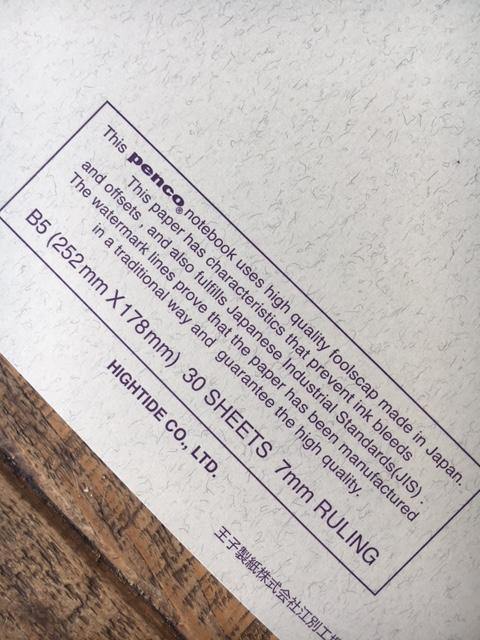 This penco® notebook uses high quality foolscap made in Japan.
This paper has characteristics that prevent ink bleeds
and offsets , and also fulfills Japanese Industrial Standards(JIS) .
The watermark lines prove that the paper has been manufactured
in a traditional way and guarantee the high quality.
B5 (252mm X 178mm) 30 SHEETS 7mm RULING
HIGHTIDE CO., LTD.
王子製紙株式会社江別工